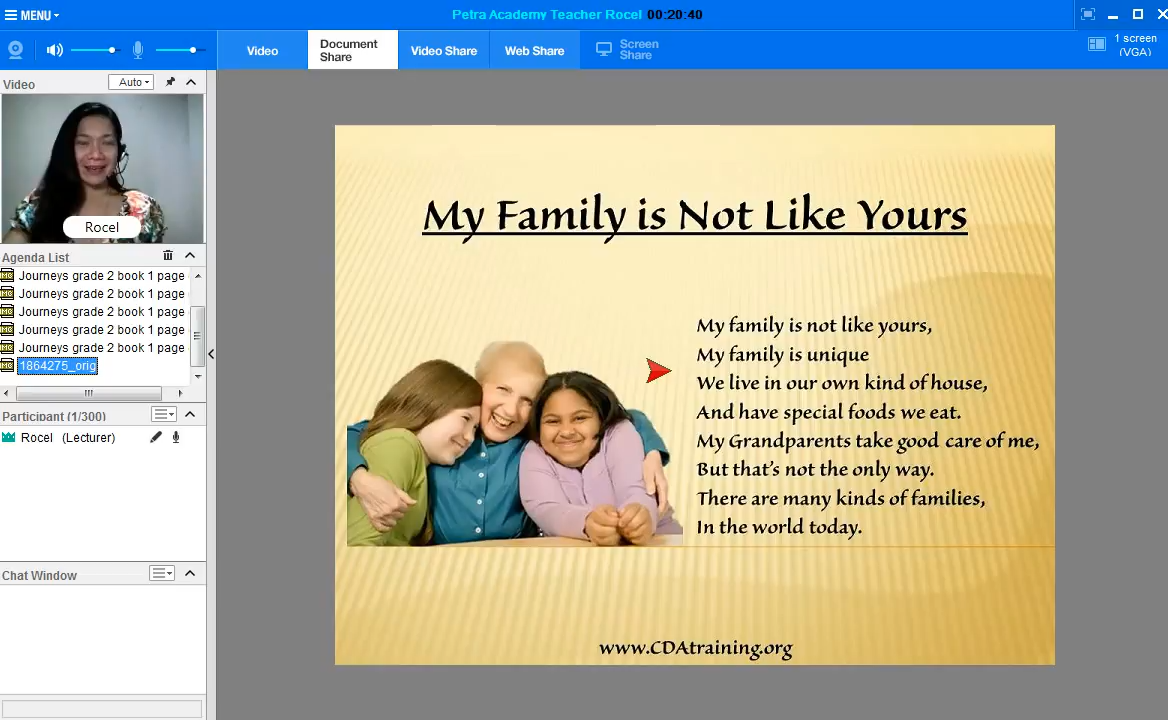 MENU
Petra Academy Teacher Rocel 00:20:40
Video
Document
Share
Video Share
Web Share
Screen
Share
1 screen
(VGA)
Video
Auto
Rocel
Agenda List
Journeys grade 2 book 1 page
Journeys grade 2 book 1 page
Journeys grade 2 book 1 page
Journeys grade 2 book 1 page
Journeys grade 2 book 1 page
1864275_orig
Participant (1/300)
Rocel (Lecturer)
Chat Window
My Family is Not Like Yours
My family is not like yours,
My family is unique
We live in our own kind of house,
And have special foods we eat.
My Grandparents take good care of me,
But that's not the only way.
There are many kinds of families,
In the world today.
www.CDAtraining.org